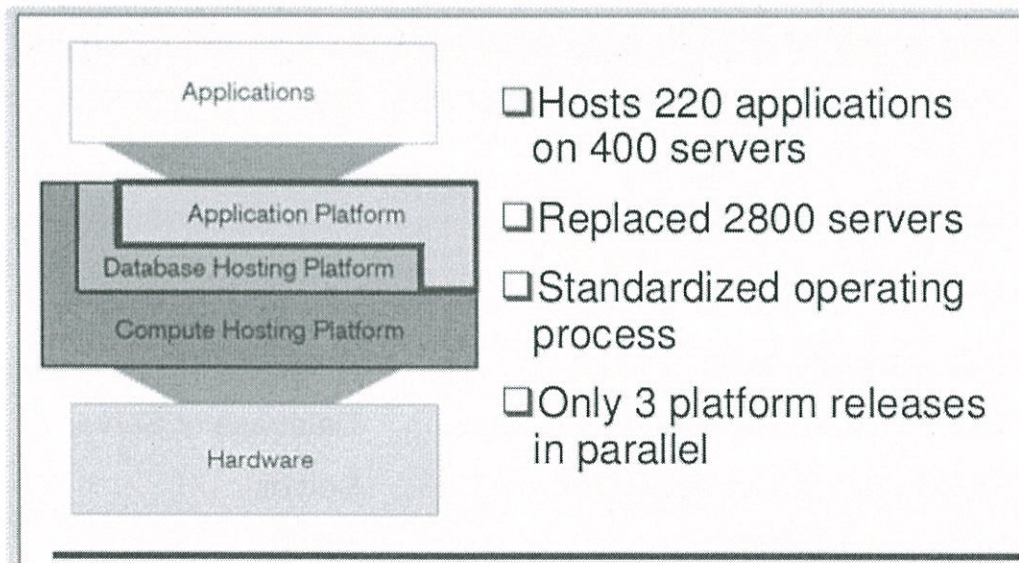 Applications
Application Platform
Database Hosting Platform
Compute Hosting Platform
Hardware
❑Hosts 220 applications
on 400 servers
❑Replaced 2800 servers
❑Standardized operating
process
❑Only 3 platform releases
in parallel